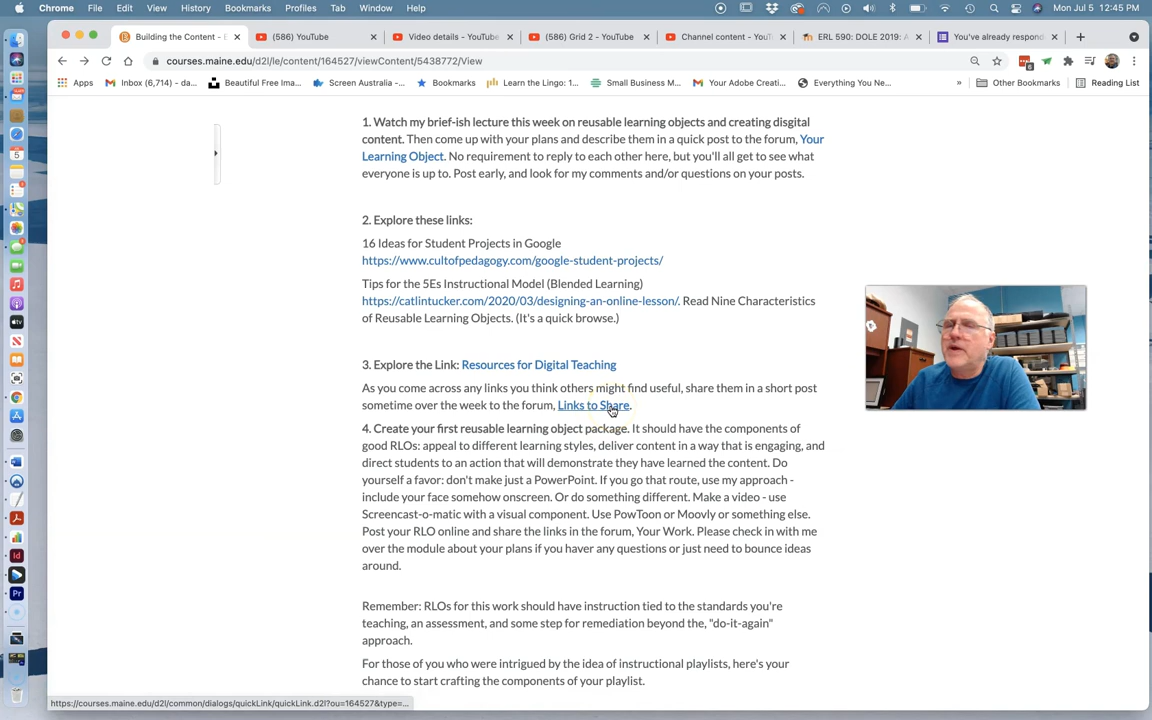 Chrome File Edit View History Bookmarks Profiles Tab Window Help Mon Jul 5 12:45 PM
Building the Content - E (586) YouTube Video details - YouTube (586) Grid 2 - YouTube Channel content - YouTu ERL 590: DOLE 2019: A You've already respond
courses.maine.edu/d2l/le/content/164527/viewContent/5438772/View
Apps Inbox (6,714) - da... Beautiful Free Ima... Screen Australia -... Bookmarks Learn the Lingo: 1... Small Business M... Your Adobe Creati... Everything You Ne... » Other Bookmarks Reading List
1. Watch my brief-ish lecture this week on reusable learning objects and creating disgital
content. Then come up with your plans and describe them in a quick post to the forum, Your
Learning Object. No requirement to reply to each other here, but you'll all get to see what
everyone is up to. Post early, and look for my comments and/or questions on your posts.
2. Explore these links:
16 Ideas for Student Projects in Google
https://www.cultofpedagogy.com/google-student-projects/
Tips for the 5Es Instructional Model (Blended Learning)
https://catlintucker.com/2020/03/designing-an-online-lesson/. Read Nine Characteristics
of Reusable Learning Objects. (It's a quick browse.)
3. Explore the Link: Resources for Digital Teaching
As you come across any links you think others might find useful, share them in a short post
sometime over the week to the forum, Links to Share.
4. Create your first reusable learning object package. It should have the components of
good RLOs: appeal to different learning styles, deliver content in a way that is engaging, and
direct students to an action that will demonstrate they have learned the content. Do
yourself a favor: don't make just a PowerPoint. If you go that route, use my approach -
include your face somehow onscreen. Or do something different. Make a video - use
Screencast-o-matic with a visual component. Use PowToon or Moovly or something else.
Post your RLO online and share the links in the forum, Your Work. Please check in with me
over the module about your plans if you haver any questions or just need to bounce ideas
around.
Remember: RLOs for this work should have instruction tied to the standards you're
teaching, an assessment, and some step for remediation beyond the, "do-it-again"
approach.
For those of you who were intrigued by the idea of instructional playlists, here's your
chance to start crafting the components of your playlist.
https://courses.maine.edu/d2l/common/dialogs/quickLink/quickLink.d2l?ou=164527&type=...